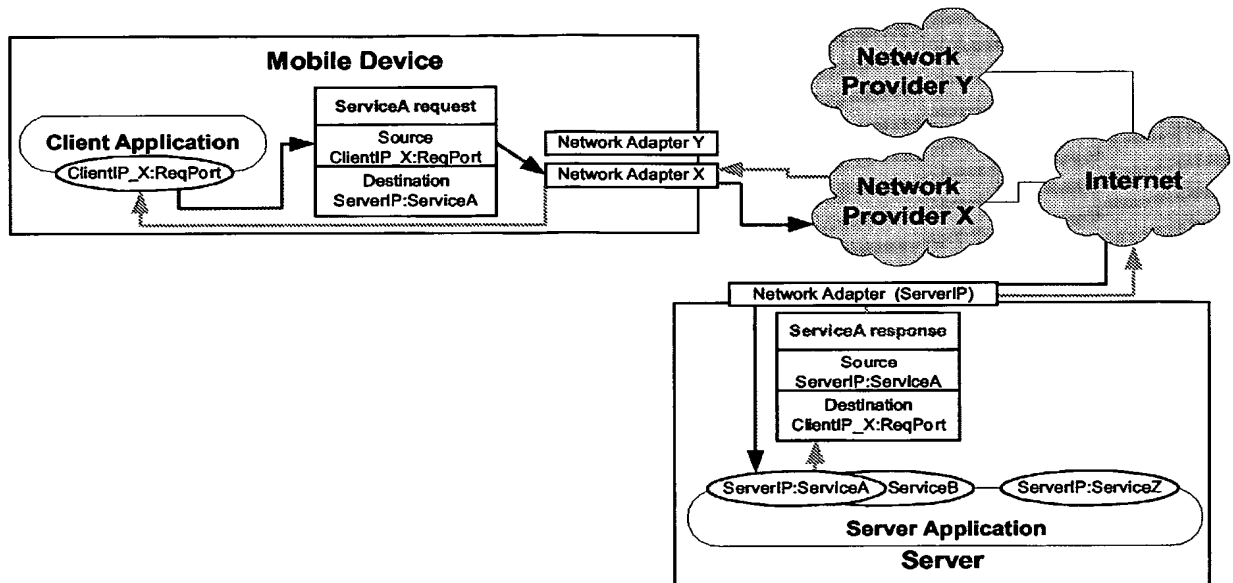 Mobile Device
Client Application
ClientIP_X:ReqPort
ServiceA request
Source
ClientIP_X:ReqPort
Destination
ServerIP:ServiceA
Network Adapter Y
Network Adapter X
Network
Provider Y
Network
Provider X
Internet
Network Adapter (ServerIP)
ServiceA response
Source
ServerIP:ServiceA
Destination
ClientIP_X:ReqPort
ServerIP:ServiceA
ServiceB
ServerIP:ServiceZ
Server Application
Server